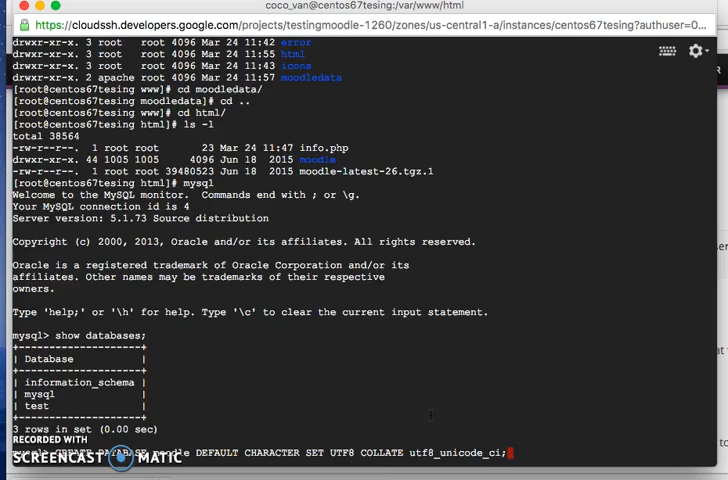 coco_van@centos67tesing:/var/www/html
https://cloudssh.developers.google.com/projects/testingmoodle-1260/zones/us-central1-a/instances/centos67tesing?authuser=0...
drwxr-xr-x. 3 root root 4096 Mar 24 11:42 error
drwxr-xr-x. 3 root root 4096 Mar 24 11:54 html
drwxr-xr-x. 3 root root 4096 Mar 24 11:42 icons
drwxr-xr-x. 2 apache root 4096 Mar 24 11:57 moodledata
[root@centos67tesing www]# cd moodledata/
[root@centos67tesing moodledata]# cd ..
[root@centos67tesing www]# cd html/
[root@centos67tesing html]# ls -l
total 38564
-rw-r--r--. 1 root root 23 Mar 24 11:47 info.php
drwxr-xr-x. 44 1005 1005 4096 Jun 18 2015 moodle
-rw-r--r--. 1 root root 39480523 Jun 18 2015 moodle-latest-26.tgz.1
[root@centos67tesing html]# mysql
Welcome to the MySQL monitor. Commands end with ; or \g.
Your MySQL connection id is 4
Server version: 5.1.73 Source distribution
Copyright (c) 2000, 2013, Oracle and/or its affiliates. All rights reserved.
Oracle is a registered trademark of Oracle Corporation and/or its
affiliates. Other names may be trademarks of their respective
owners.
Type 'help;' or '\h' for help. Type '\c' to clear the current input statement.
mysql> show databases;
+--------------------+
| Database |
+--------------------+
| information_schema |
| mysql |
| test |
+--------------------+
3 rows in set (0.00 sec)
RECORDED WITH
mysql> CREATE DATABASE moodle DEFAULT CHARACTER SET UTF8 COLLATE utf8_unicode_ci;
SCREENCAST MATIC